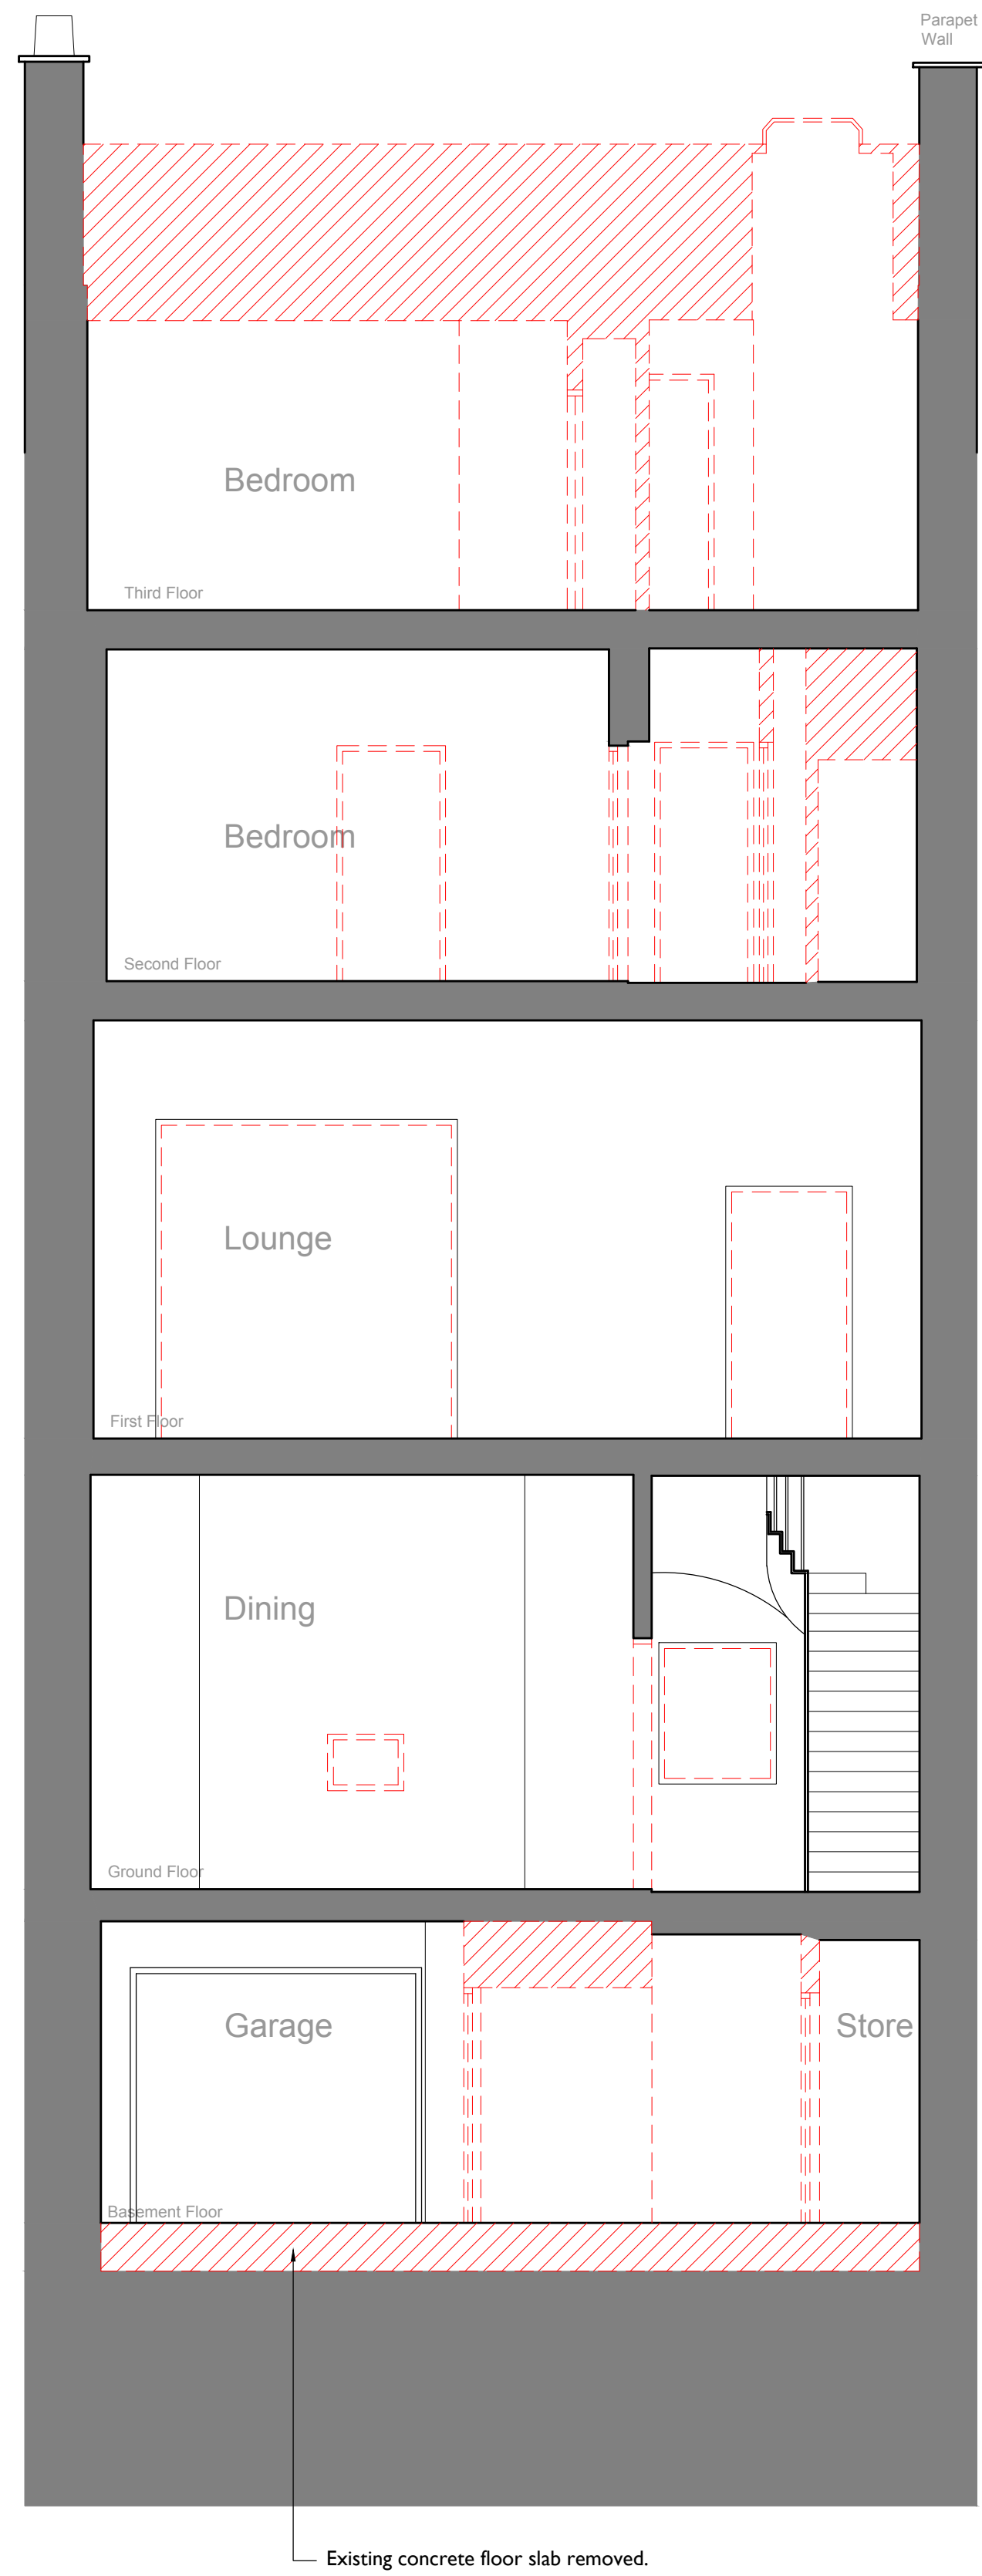 Parapet
Wall
Bedroom
Third Floor
Bedroom
Second Floor
Lounge
First Floor
Dining
Ground Floor
Garage
Store
Basement Floor
Existing concrete floor slab removed.